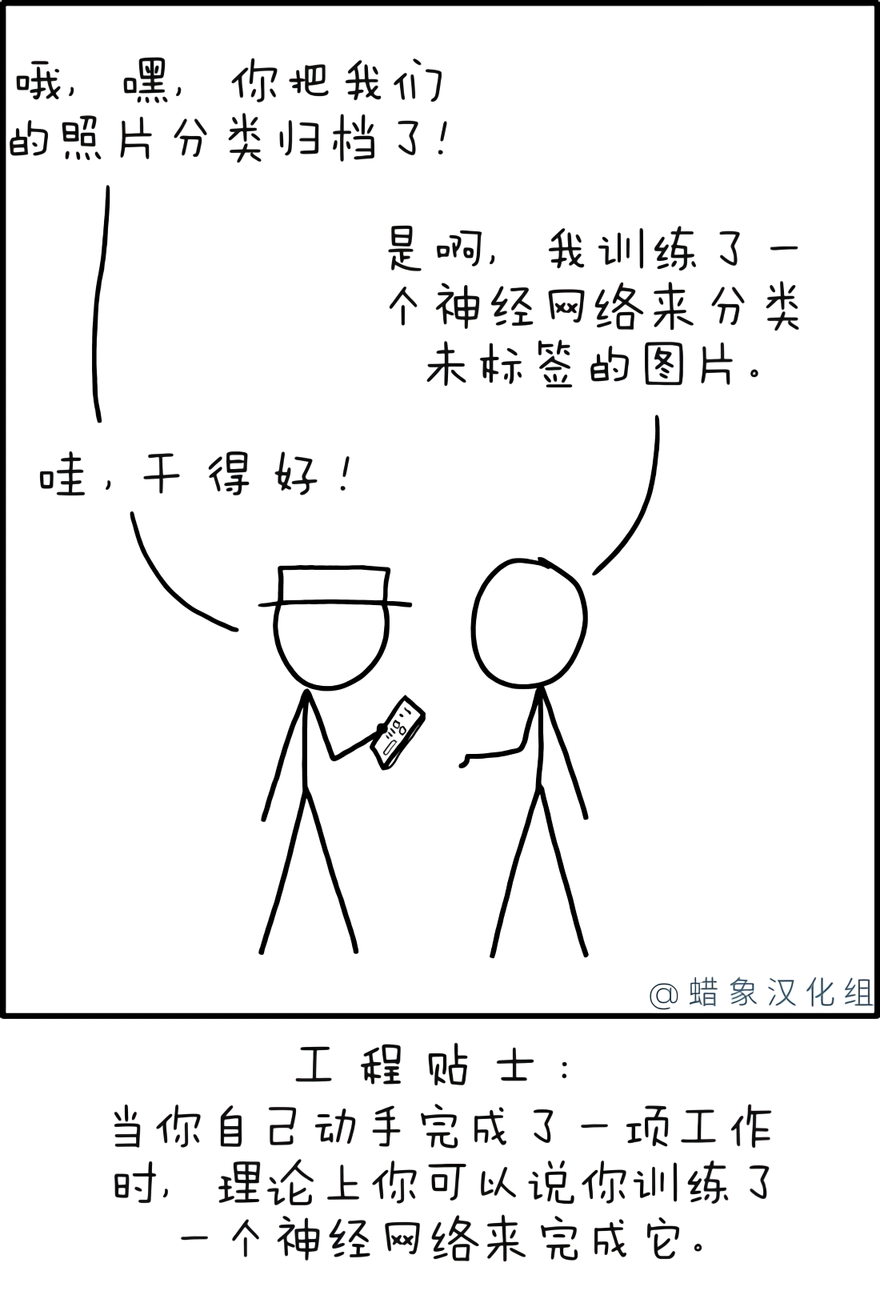 哦，嘿，你把我们
的照片分类归档了！
是啊，我训练了一
个神经网络来分类
未标签的图片。
哇，干得好！
@蜡象汉化组
工程贴士：
当你自己动手完成了一项工作
时，理论上你可以说你训练了
一个神经网络来完成它。